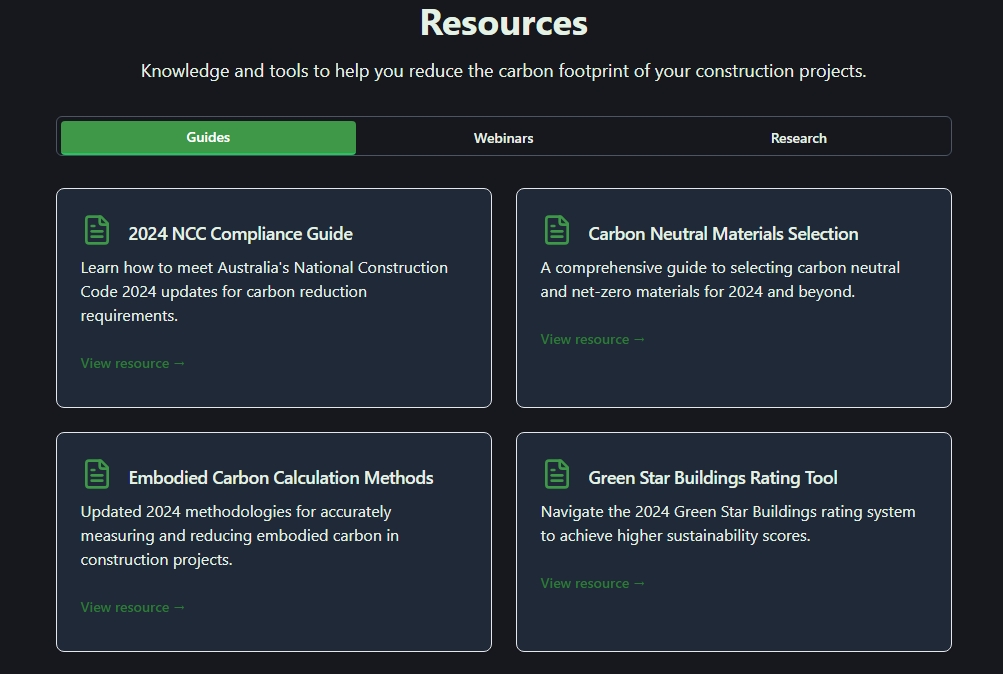 Resources
Knowledge and tools to help you reduce the carbon footprint of your construction projects.
Guides
Webinars
Research
2024 NCC Compliance Guide
Learn how to meet Australia's National Construction
Code 2024 updates for carbon reduction
requirements.
View resource →
Carbon Neutral Materials Selection
A comprehensive guide to selecting carbon neutral
and net-zero materials for 2024 and beyond.
View resource →
Embodied Carbon Calculation Methods
Updated 2024 methodologies for accurately
measuring and reducing embodied carbon in
construction projects.
View resource →
Green Star Buildings Rating Tool
Navigate the 2024 Green Star Buildings rating system
to achieve higher sustainability scores.
View resource →